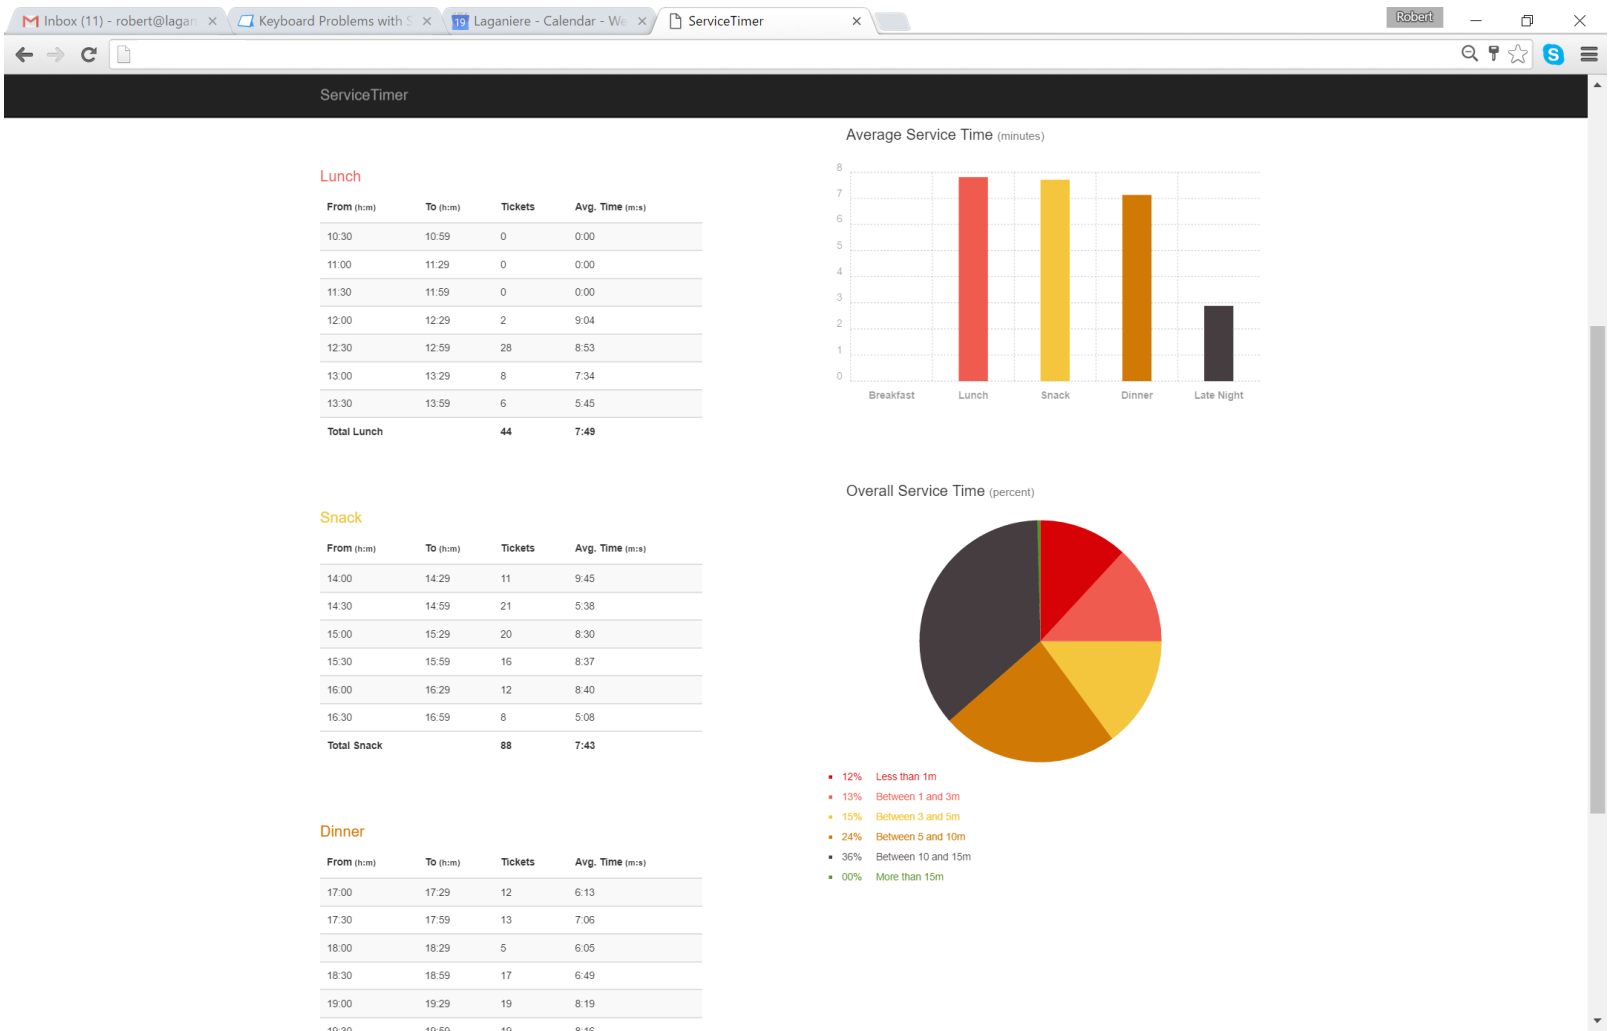 Inbox (11) - robert@lagan
Keyboard Problems with S
19 Laganiere - Calendar - We
ServiceTimer
Robert
ServiceTimer
Lunch
From (h:m) To (h:m) Tickets Avg. Time (m:s)
10:30 10:59 0 0:00
11:00 11:29 0 0:00
11:30 11:59 0 0:00
12:00 12:29 2 9:04
12:30 12:59 28 8:53
13:00 13:29 8 7:34
13:30 13:59 6 5:45
Total Lunch 44 7:49
Snack
From (h:m) To (h:m) Tickets Avg. Time (m:s)
14:00 14:29 11 9:45
14:30 14:59 21 5:38
15:00 15:29 20 8:30
15:30 15:59 16 8:37
16:00 16:29 12 8:40
16:30 16:59 8 5:08
Total Snack 88 7:43
Dinner
From (h:m) To (h:m) Tickets Avg. Time (m:s)
17:00 17:29 12 6:13
17:30 17:59 13 7:06
18:00 18:29 5 6:05
18:30 18:59 17 6:49
19:00 19:29 19 8:19
19:30 19:59 19 8:16
Average Service Time (minutes)
8
7
6
5
4
3
2
1
0
Breakfast Lunch Snack Dinner Late Night
Overall Service Time (percent)
12% Less than 1m
13% Between 1 and 3m
15% Between 3 and 5m
24% Between 5 and 10m
36% Between 10 and 15m
00% More than 15m